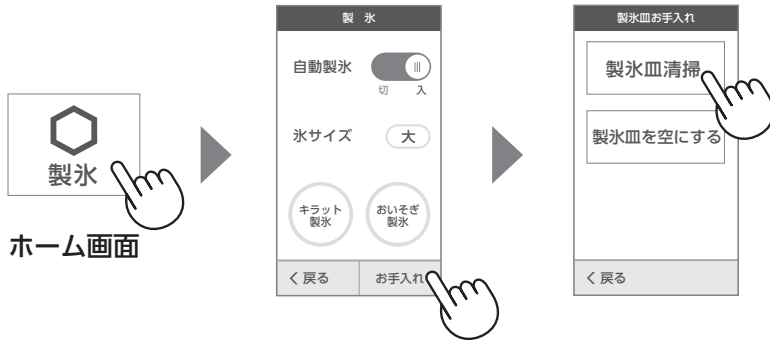 製氷
ホーム画面
製 氷
自動製氷
切 入
氷サイズ 大
キラット
製氷
おいそぎ
製氷
く戻る お手入れ
製氷皿お手入れ
製氷皿清掃
製氷皿を空にする
く戻る